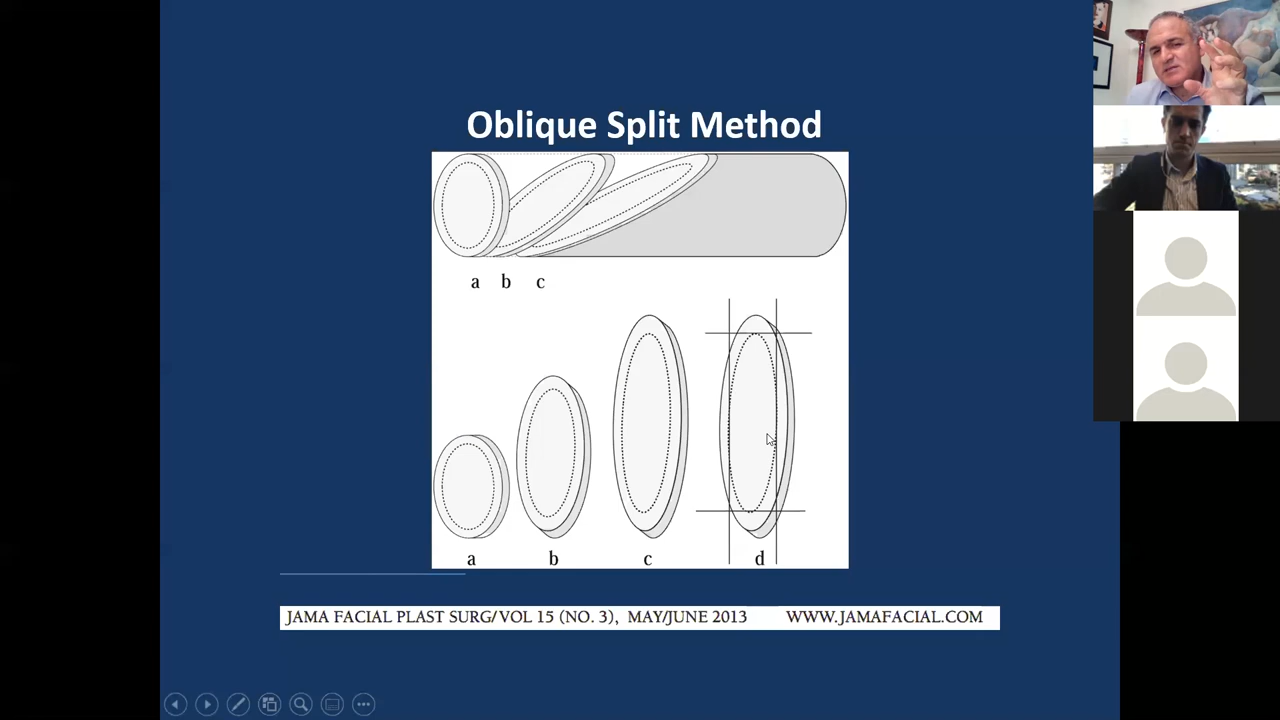 Oblique Split Method
a b c
a b c d
JAMA FACIAL PLAST SURG/VOL 15 (NO. 3), MAY/JUNE 2013 WWW.JAMAFACIAL.COM